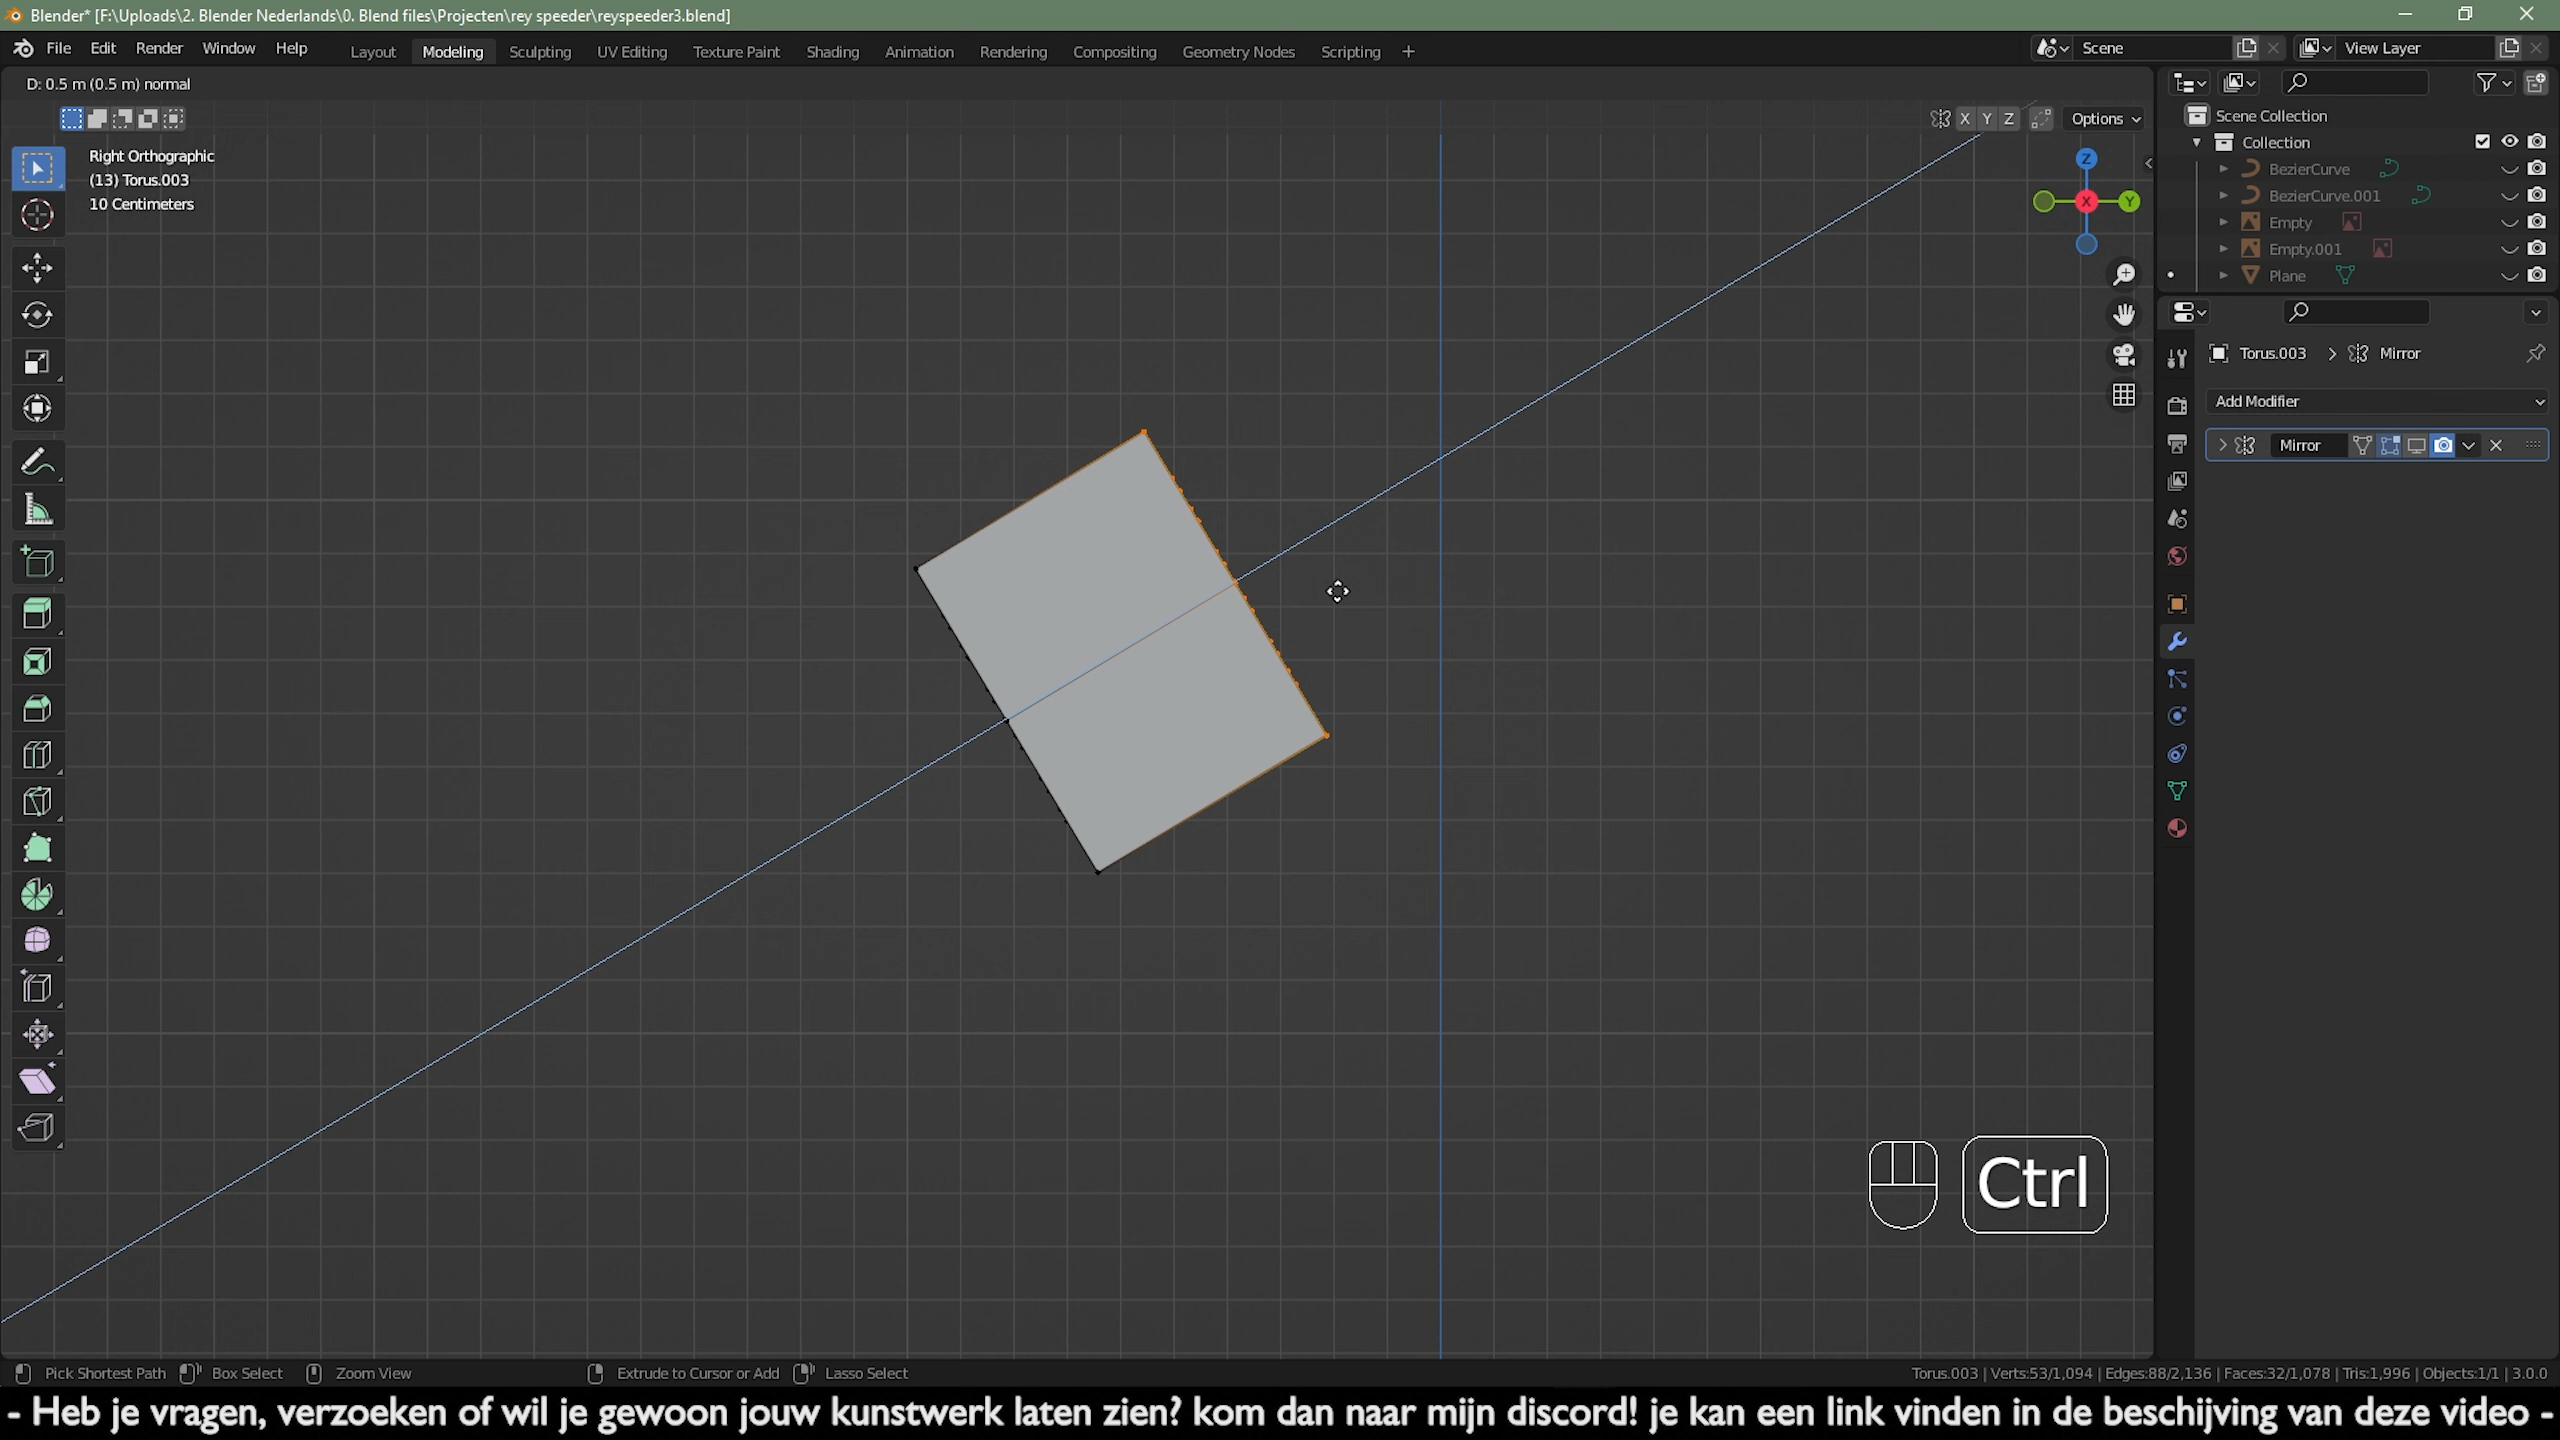 Blender* [F:\Uploads\2. Blender Nederlands\0. Blend files\Projecten\rey speeder\reyspeeder3.blend]
File Edit Render Window Help Layout Modeling Sculpting UV Editing Texture Paint Shading Animation Rendering Compositing Geometry Nodes Scripting + Scene View Layer
D: 0.5 m (0.5 m) normal
X Y Z Options
Right Orthographic
(13) Torus.003
10 Centimeters
Z
X
Y
Scene Collection
Collection
BezierCurve
BezierCurve.001
Empty
Empty.001
Plane
Torus.003 > Mirror
Add Modifier
Mirror
Ctrl
Pick Shortest Path Box Select Zoom View Extrude to Cursor or Add Lasso Select Torus.003 | Verts:53/1,094 | Edges:88/2,136 | Faces:32/1,078 | Tris:1,996 | Objects:1/1 | 3.0.0
- Heb je vragen, verzoeken of wil je gewoon jouw kunstwerk laten zien? kom dan naar mijn discord! je kan een link vinden in de beschijving van deze video -